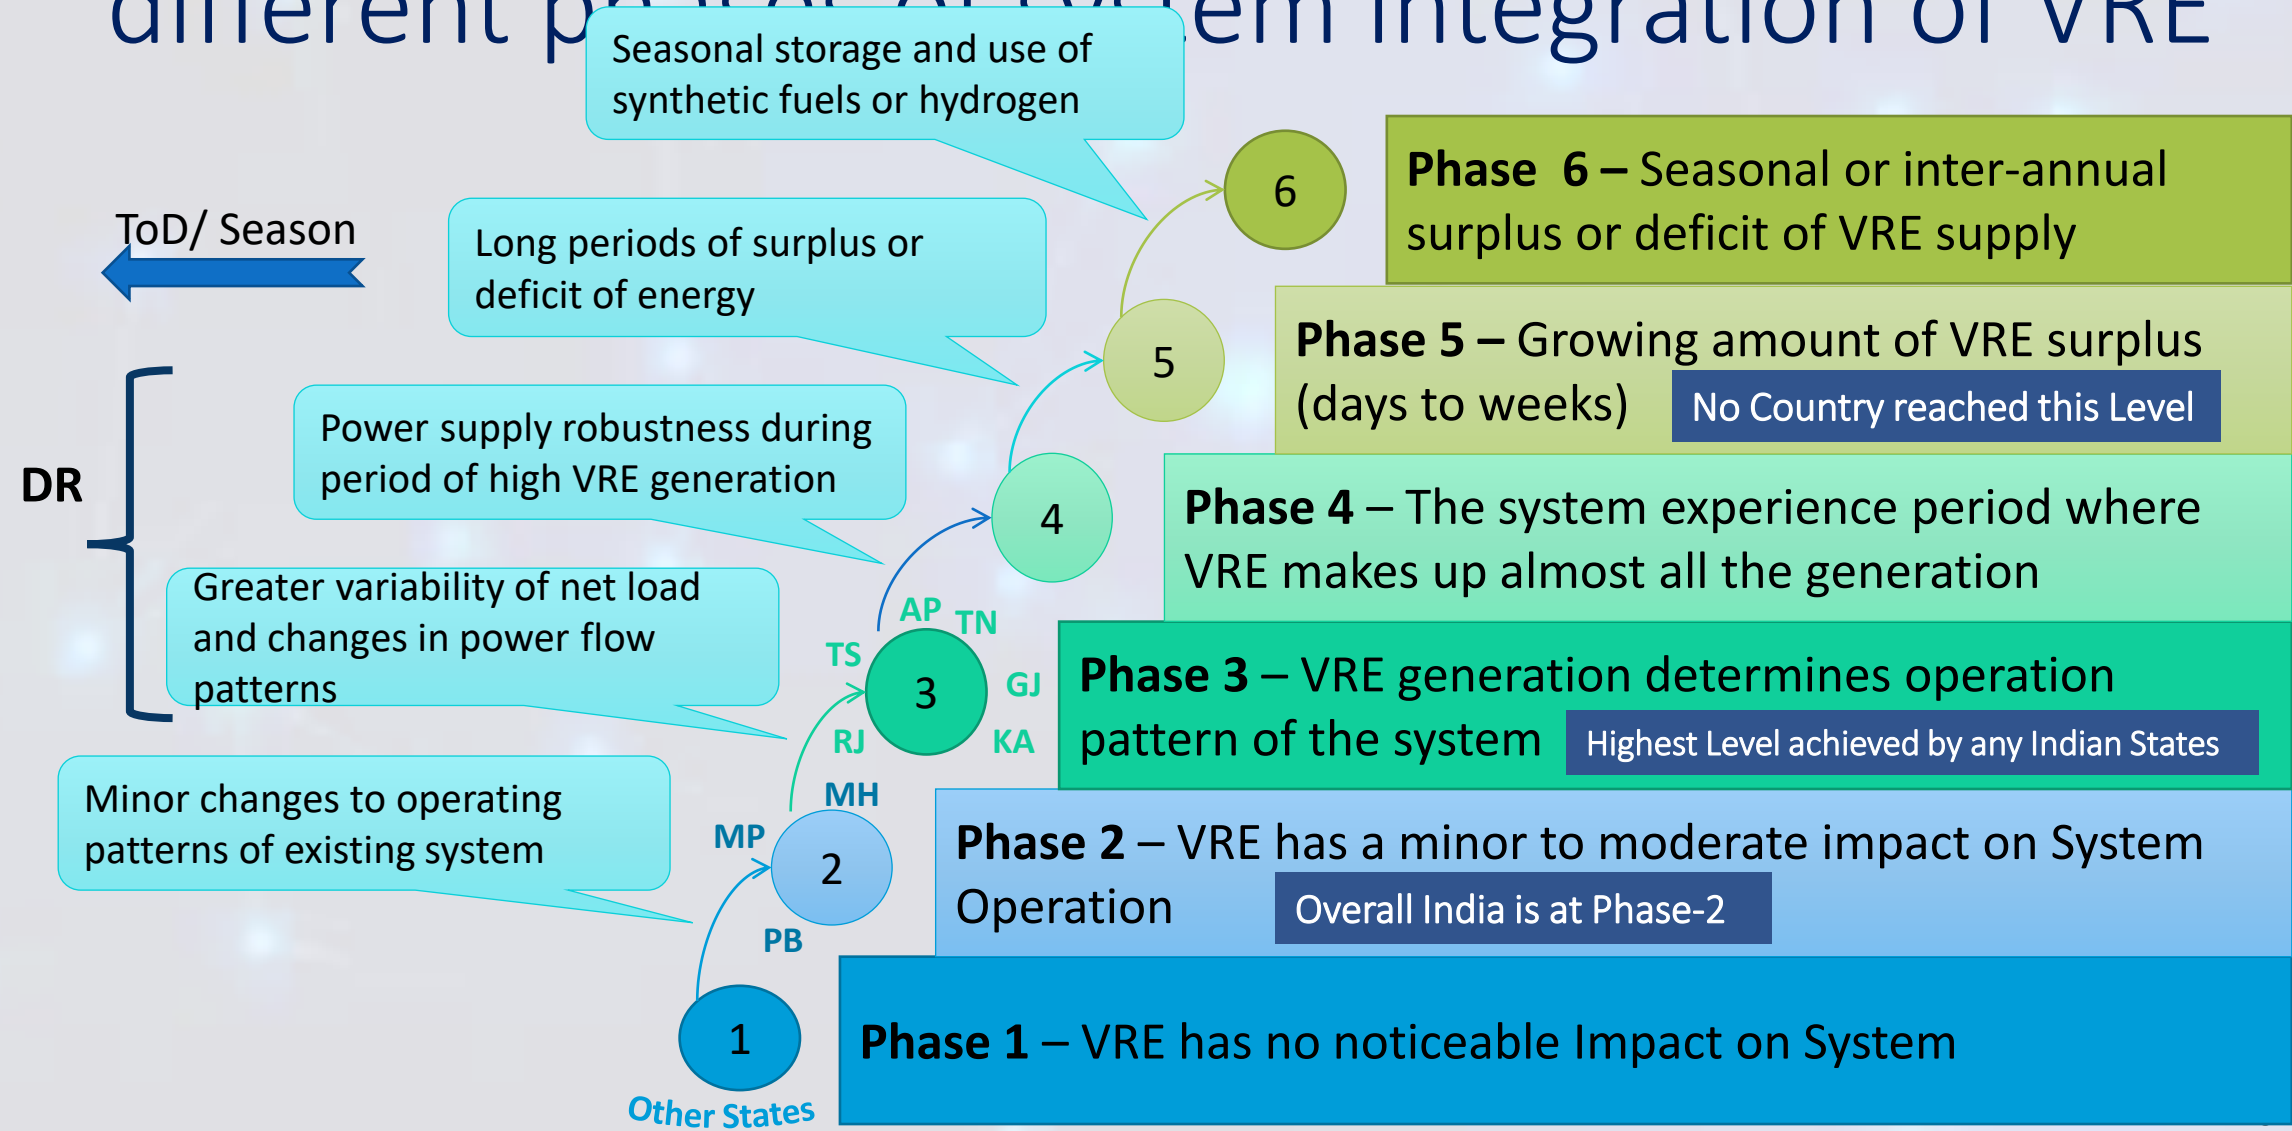 different phases of system integration of VRE
Seasonal storage and use of
synthetic fuels or hydrogen
6
Phase 6 – Seasonal or inter-annual
surplus or deficit of VRE supply
ToD/ Season
Long periods of surplus or
deficit of energy
5
Phase 5 – Growing amount of VRE surplus
(days to weeks)
No Country reached this Level
DR
Power supply robustness during
period of high VRE generation
4
Phase 4 – The system experience period where
VRE makes up almost all the generation
Greater variability of net load
and changes in power flow
patterns
AP
TN
TS
3
GJ
RJ
KA
Phase 3 – VRE generation determines operation
pattern of the system
Highest Level achieved by any Indian States
Minor changes to operating
patterns of existing system
MH
MP
2
PB
Phase 2 – VRE has a minor to moderate impact on System
Operation
Overall India is at Phase-2
1
Other States
Phase 1 – VRE has no noticeable Impact on System